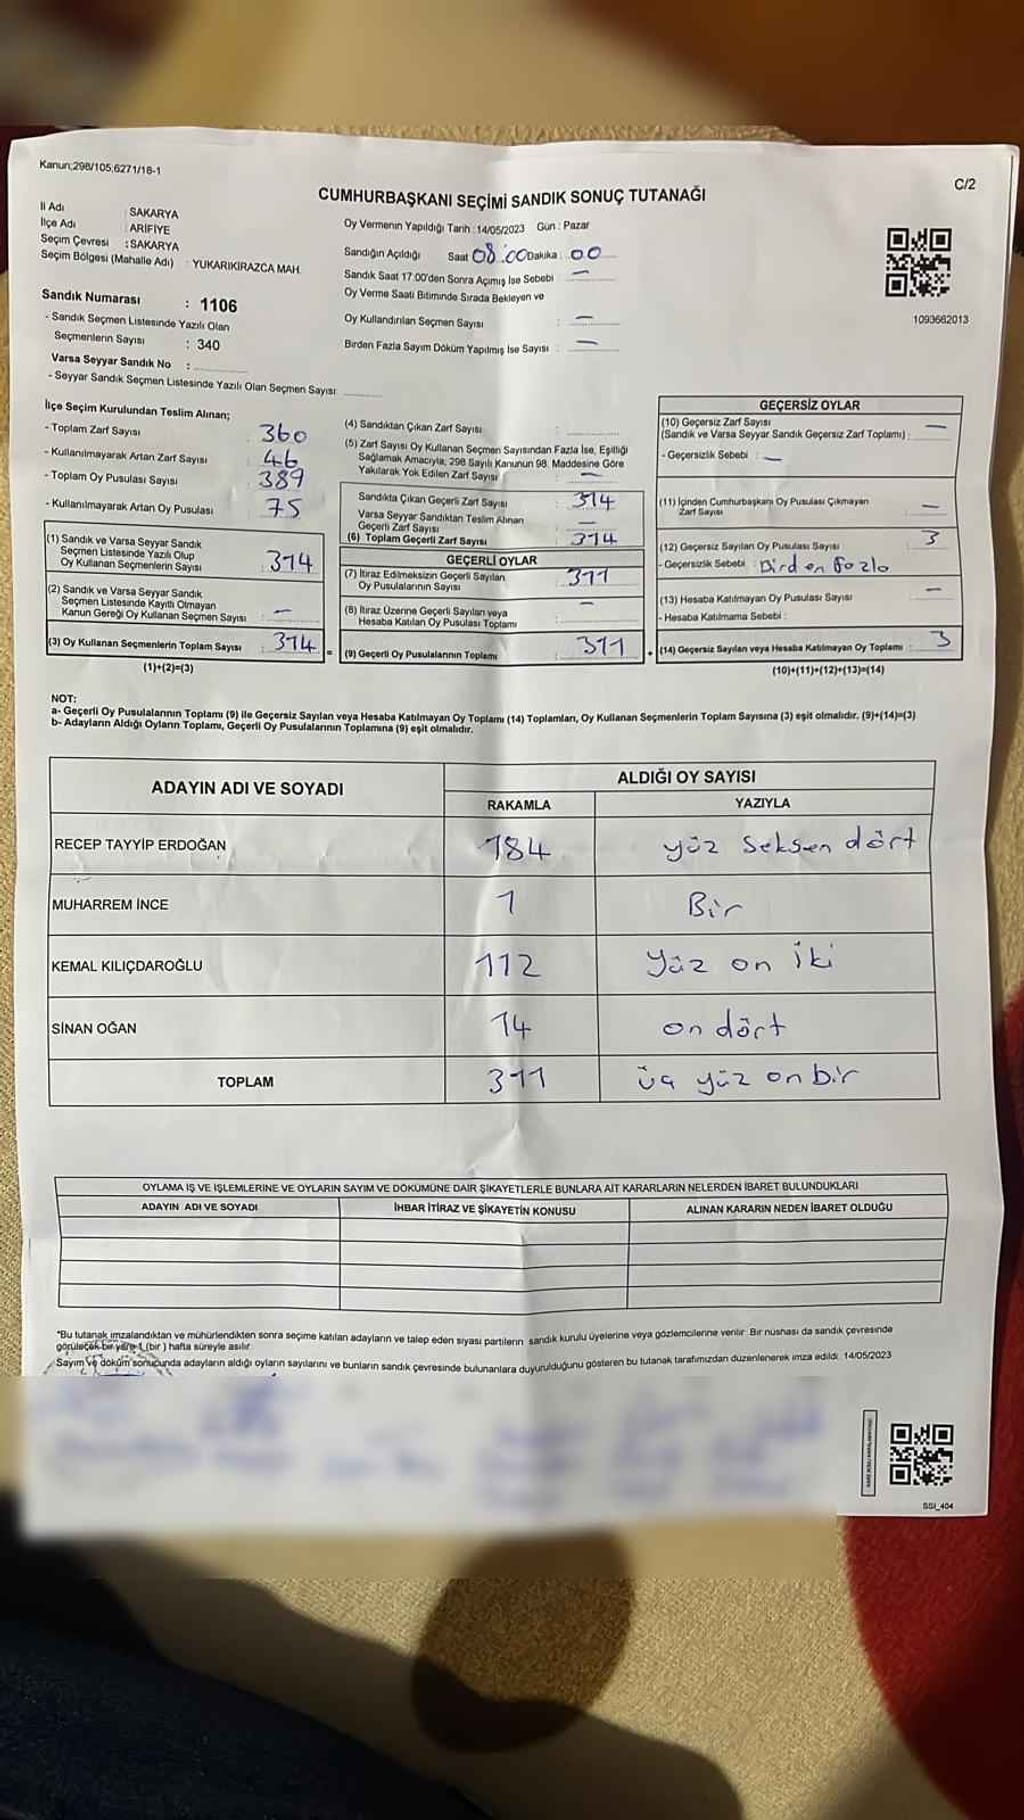 Kanun;298/105;6271/18-1
C/2
CUMHURBAŞKANI SEÇİMİ SANDIK SONUÇ TUTANAĞI
İl Adı : SAKARYA
İlçe Adı : ARİFİYE
Seçim Çevresi : SAKARYA
Seçim Bölgesi (Mahalle Adı) : YUKARIKIRAZCA MAH.
Sandık Numarası : 1106
- Sandık Seçmen Listesinde Yazılı Olan
Seçmenlerin Sayısı : 340
Varsa Seyyar Sandık No :
- Seyyar Sandık Seçmen Listesinde Yazılı Olan Seçmen Sayısı
Oy Vermenin Yapıldığı Tarih : 14/05/2023 Gün : Pazar
Sandığın Açıldığı Saat 08:00 Dakika : 00
Sandık Saat 17.00'den Sonra Açımış İse Sebebi —
Oy Verme Saati Bitiminde Sırada Bekleyen ve
Oy Kullandırılan Seçmen Sayısı : —
Birden Fazla Sayım Döküm Yapılmış İse Sayısı : —
1093662013
İlçe Seçim Kurulundan Teslim Alınan;
- Toplam Zarf Sayısı 360
- Kullanılmayarak Artan Zarf Sayısı 46
- Toplam Oy Pusulası Sayısı 389
- Kullanılmayarak Artan Oy Pusulası 75
(1) Sandık ve Varsa Seyyar Sandık
Seçmen Listesinde Yazılı Olup
Oy Kullanan Seçmenlerin Sayısı : 314
(2) Sandık ve Varsa Seyyar Sandık
Seçmen Listesinde Kayıtlı Olmayan
Kanun Gereği Oy Kullanan Seçmen Sayısı : —
(3) Oy Kullanan Seçmenlerin Toplam Sayısı : 314 =
(1)+(2)=(3)
(4) Sandıktan Çıkan Zarf Sayısı :
(5) Zarf Sayısı Oy Kullanan Seçmen Sayısından Fazla İse, Eşitliği
Sağlamak Amacıyla, 298 Sayılı Kanunun 98. Maddesine Göre
Yakılarak Yok Edilen Zarf Sayısı : —
Sandıkta Çıkan Geçerli Zarf Sayısı : 314
Varsa Seyyar Sandıktan Teslim Alınan
Geçerli Zarf Sayısı : —
(6) Toplam Geçerli Zarf Sayısı : 314
GEÇERLİ OYLAR
(7) İtiraz Edilmeksizin Geçerli Sayılan
Oy Pusulalarının Sayısı : 311
(8) İtiraz Üzerine Geçerli Sayılan veya
Hesaba Katılan Oy Pusulası Toplamı : —
(9) Geçerli Oy Pusulalarının Toplamı : 311 +
GEÇERSİZ OYLAR
(10) Geçersiz Zarf Sayısı
(Sandık ve Varsa Seyyar Sandık Geçersiz Zarf Toplamı) : —
- Geçersizlik Sebebi : —
(11) İçinden Cumhurbaşkanı Oy Pusulası Çıkmayan
Zarf Sayısı : —
(12) Geçersiz Sayılan Oy Pusulası Sayısı : 3
- Geçersizlik Sebebi : Birden fazla
(13) Hesaba Katılmayan Oy Pusulası Sayısı : —
- Hesaba Katılmama Sebebi :
(14) Geçersiz Sayılan veya Hesaba Katılmayan Oy Toplamı : 3
(10)+(11)+(12)+(13)=(14)
NOT:
a- Geçerli Oy Pusulalarının Toplamı (9) ile Geçersiz Sayılan veya Hesaba Katılmayan Oy Toplamı (14) Toplamları, Oy Kullanan Seçmenlerin Toplam Sayısına (3) eşit olmalıdır. (9)+(14)=(3)
b- Adayların Aldığı Oyların Toplamı, Geçerli Oy Pusulalarının Toplamına (9) eşit olmalıdır.
ADAYIN ADI VE SOYADI
ALDIĞI OY SAYISI
RAKAMLA YAZIYLA
RECEP TAYYİP ERDOĞAN 184 yüz seksen dört
MUHARREM İNCE 1 Bir
KEMAL KILIÇDAROĞLU 112 yüz on iki
SİNAN OĞAN 14 on dört
TOPLAM 311 üç yüz on bir
OYLAMA İŞ VE İŞLEMLERİNE VE OYLARIN SAYIM VE DÖKÜMÜNE DAİR ŞİKAYETLERLE BUNLARA AİT KARARLARIN NELERDEN İBARET BULUNDUKLARI
ADAYIN ADI VE SOYADI İHBAR İTİRAZ VE ŞİKAYETİN KONUSU ALINAN KARARIN NEDEN İBARET OLDUĞU
*Bu tutanak imzalandıktan ve mühürlendikten sonra seçime katılan adayların ve talep eden siyası partilerin sandık kurulu üyelerine veya gözlemcilerine verilir. Bir nüshası da sandık çevresinde
görülecek bir yere 1 (bir) hafta süreyle asılır.
Sayım ve döküm sonucunda adayların aldığı oyların sayılarını ve bunların sandık çevresinde bulunanlara duyurulduğunu gösteren bu tutanak tarafımızdan düzenlenerek imza edildi. 14/05/2023
SSI_404